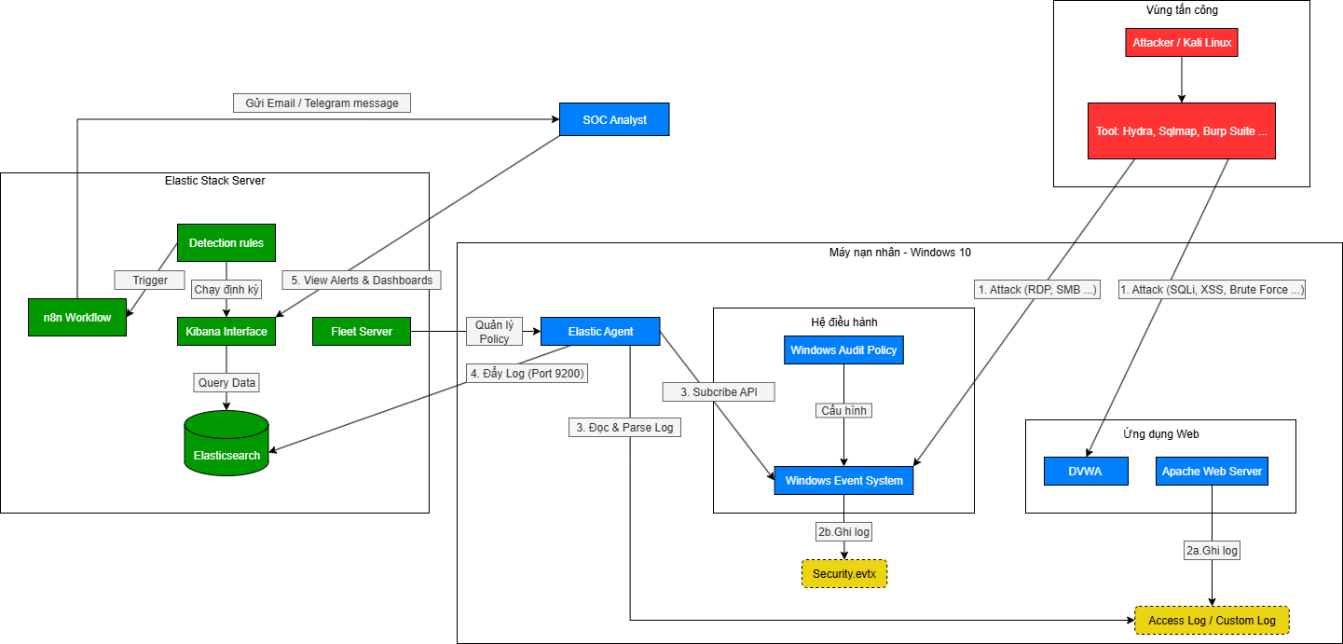 Vùng tấn công
Attacker / Kali Linux
Tool: Hydra, Sqlmap, Burp Suite ...
Gửi Email / Telegram message
SOC Analyst
Elastic Stack Server
Detection rules
Trigger
Chạy định kỳ
5. View Alerts & Dashboards
n8n Workflow
Kibana Interface
Fleet Server
Query Data
Elasticsearch
Máy nạn nhân - Windows 10
1. Attack (RDP, SMB ...)
1. Attack (SQLi, XSS, Brute Force ...)
Quản lý
Policy
Elastic Agent
4. Đẩy Log (Port 9200)
3. Subcribe API
3. Đọc & Parse Log
Hệ điều hành
Windows Audit Policy
Cấu hình
Windows Event System
2b.Ghi log
Security.evtx
Ứng dụng Web
DVWA
Apache Web Server
2a.Ghi log
Access Log / Custom Log